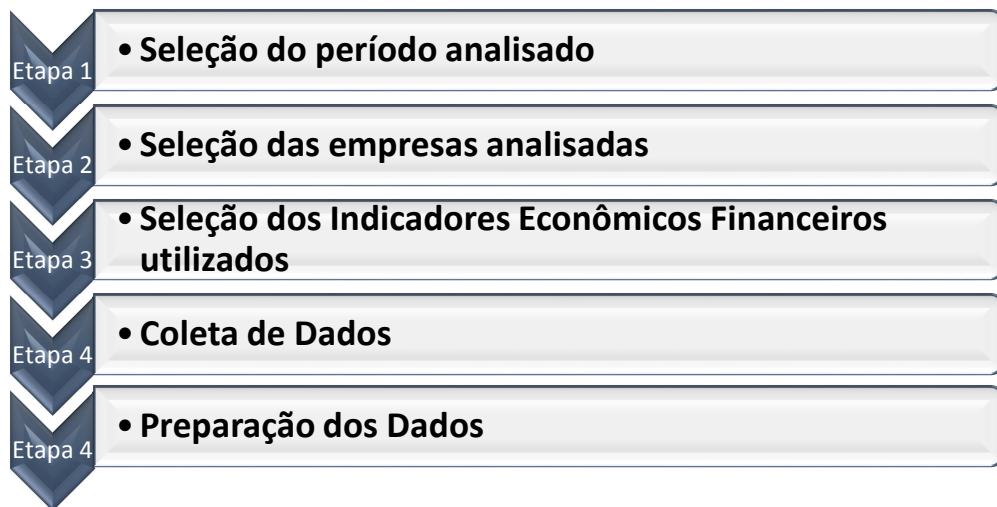 Etapa 1
• Seleção do período analisado
Etapa 2
• Seleção das empresas analisadas
Etapa 3
• Seleção dos Indicadores Econômicos Financeiros
utilizados
Etapa 4
• Coleta de Dados
Etapa 4
• Preparação dos Dados